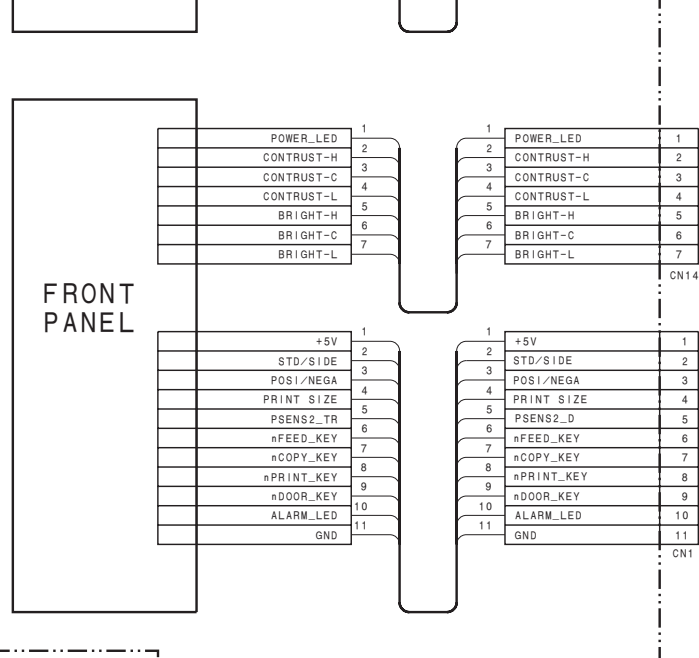 FRONT
PANEL
POWER_LED 1 1 POWER_LED 1
CONTRUST-H 2 2 CONTRUST-H 2
CONTRUST-C 3 3 CONTRUST-C 3
CONTRUST-L 4 4 CONTRUST-L 4
BRIGHT-H 5 5 BRIGHT-H 5
BRIGHT-C 6 6 BRIGHT-C 6
BRIGHT-L 7 7 BRIGHT-L 7
CN14
+5V 1 1 +5V 1
STD/SIDE 2 2 STD/SIDE 2
POSI/NEGA 3 3 POSI/NEGA 3
PRINT SIZE 4 4 PRINT SIZE 4
PSENS2_TR 5 5 PSENS2_D 5
nFEED_KEY 6 6 nFEED_KEY 6
nCOPY_KEY 7 7 nCOPY_KEY 7
nPRINT_KEY 8 8 nPRINT_KEY 8
nDOOR_KEY 9 9 nDOOR_KEY 9
ALARM_LED 10 10 ALARM_LED 10
GND 11 11 GND 11
CN1